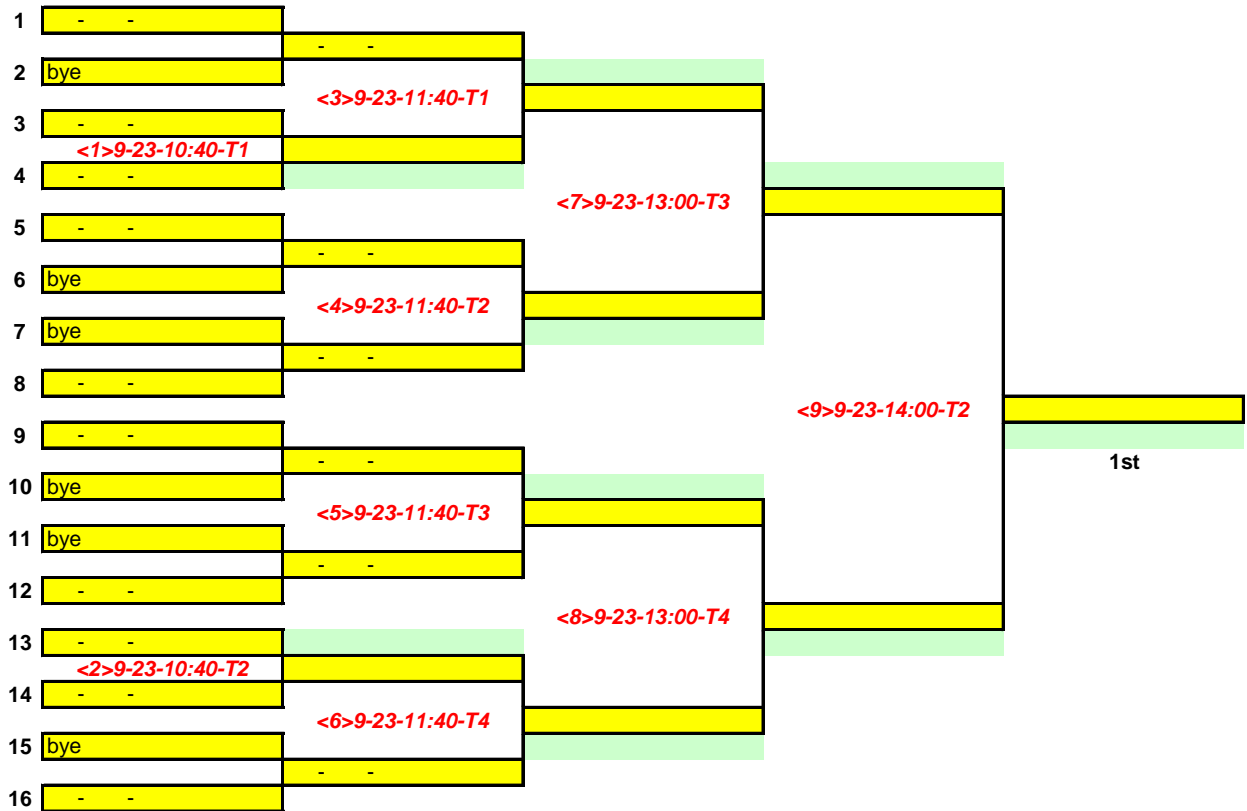 1 - -
- -
2 bye
<3>9-23-11:40-T1
3 - -
<1>9-23-10:40-T1
4 - -
<7>9-23-13:00-T3
5 - -
- -
6 bye
<4>9-23-11:40-T2
7 bye
- -
8 - -
<9>9-23-14:00-T2
9 - -
- -
1st
10 bye
<5>9-23-11:40-T3
11 bye
- -
12 - -
<8>9-23-13:00-T4
13 - -
<2>9-23-10:40-T2
14 - -
<6>9-23-11:40-T4
15 bye
- -
16 - -